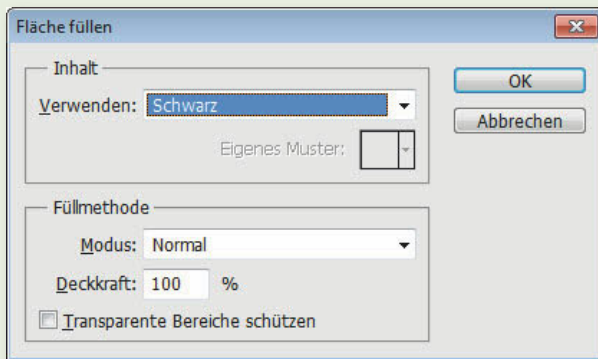 Fläche füllen
Inhalt
Verwenden: Schwarz
Eigenes Muster:
OK
Abbrechen
Füllmethode
Modus: Normal
Deckkraft: 100 %
Transparente Bereiche schützen